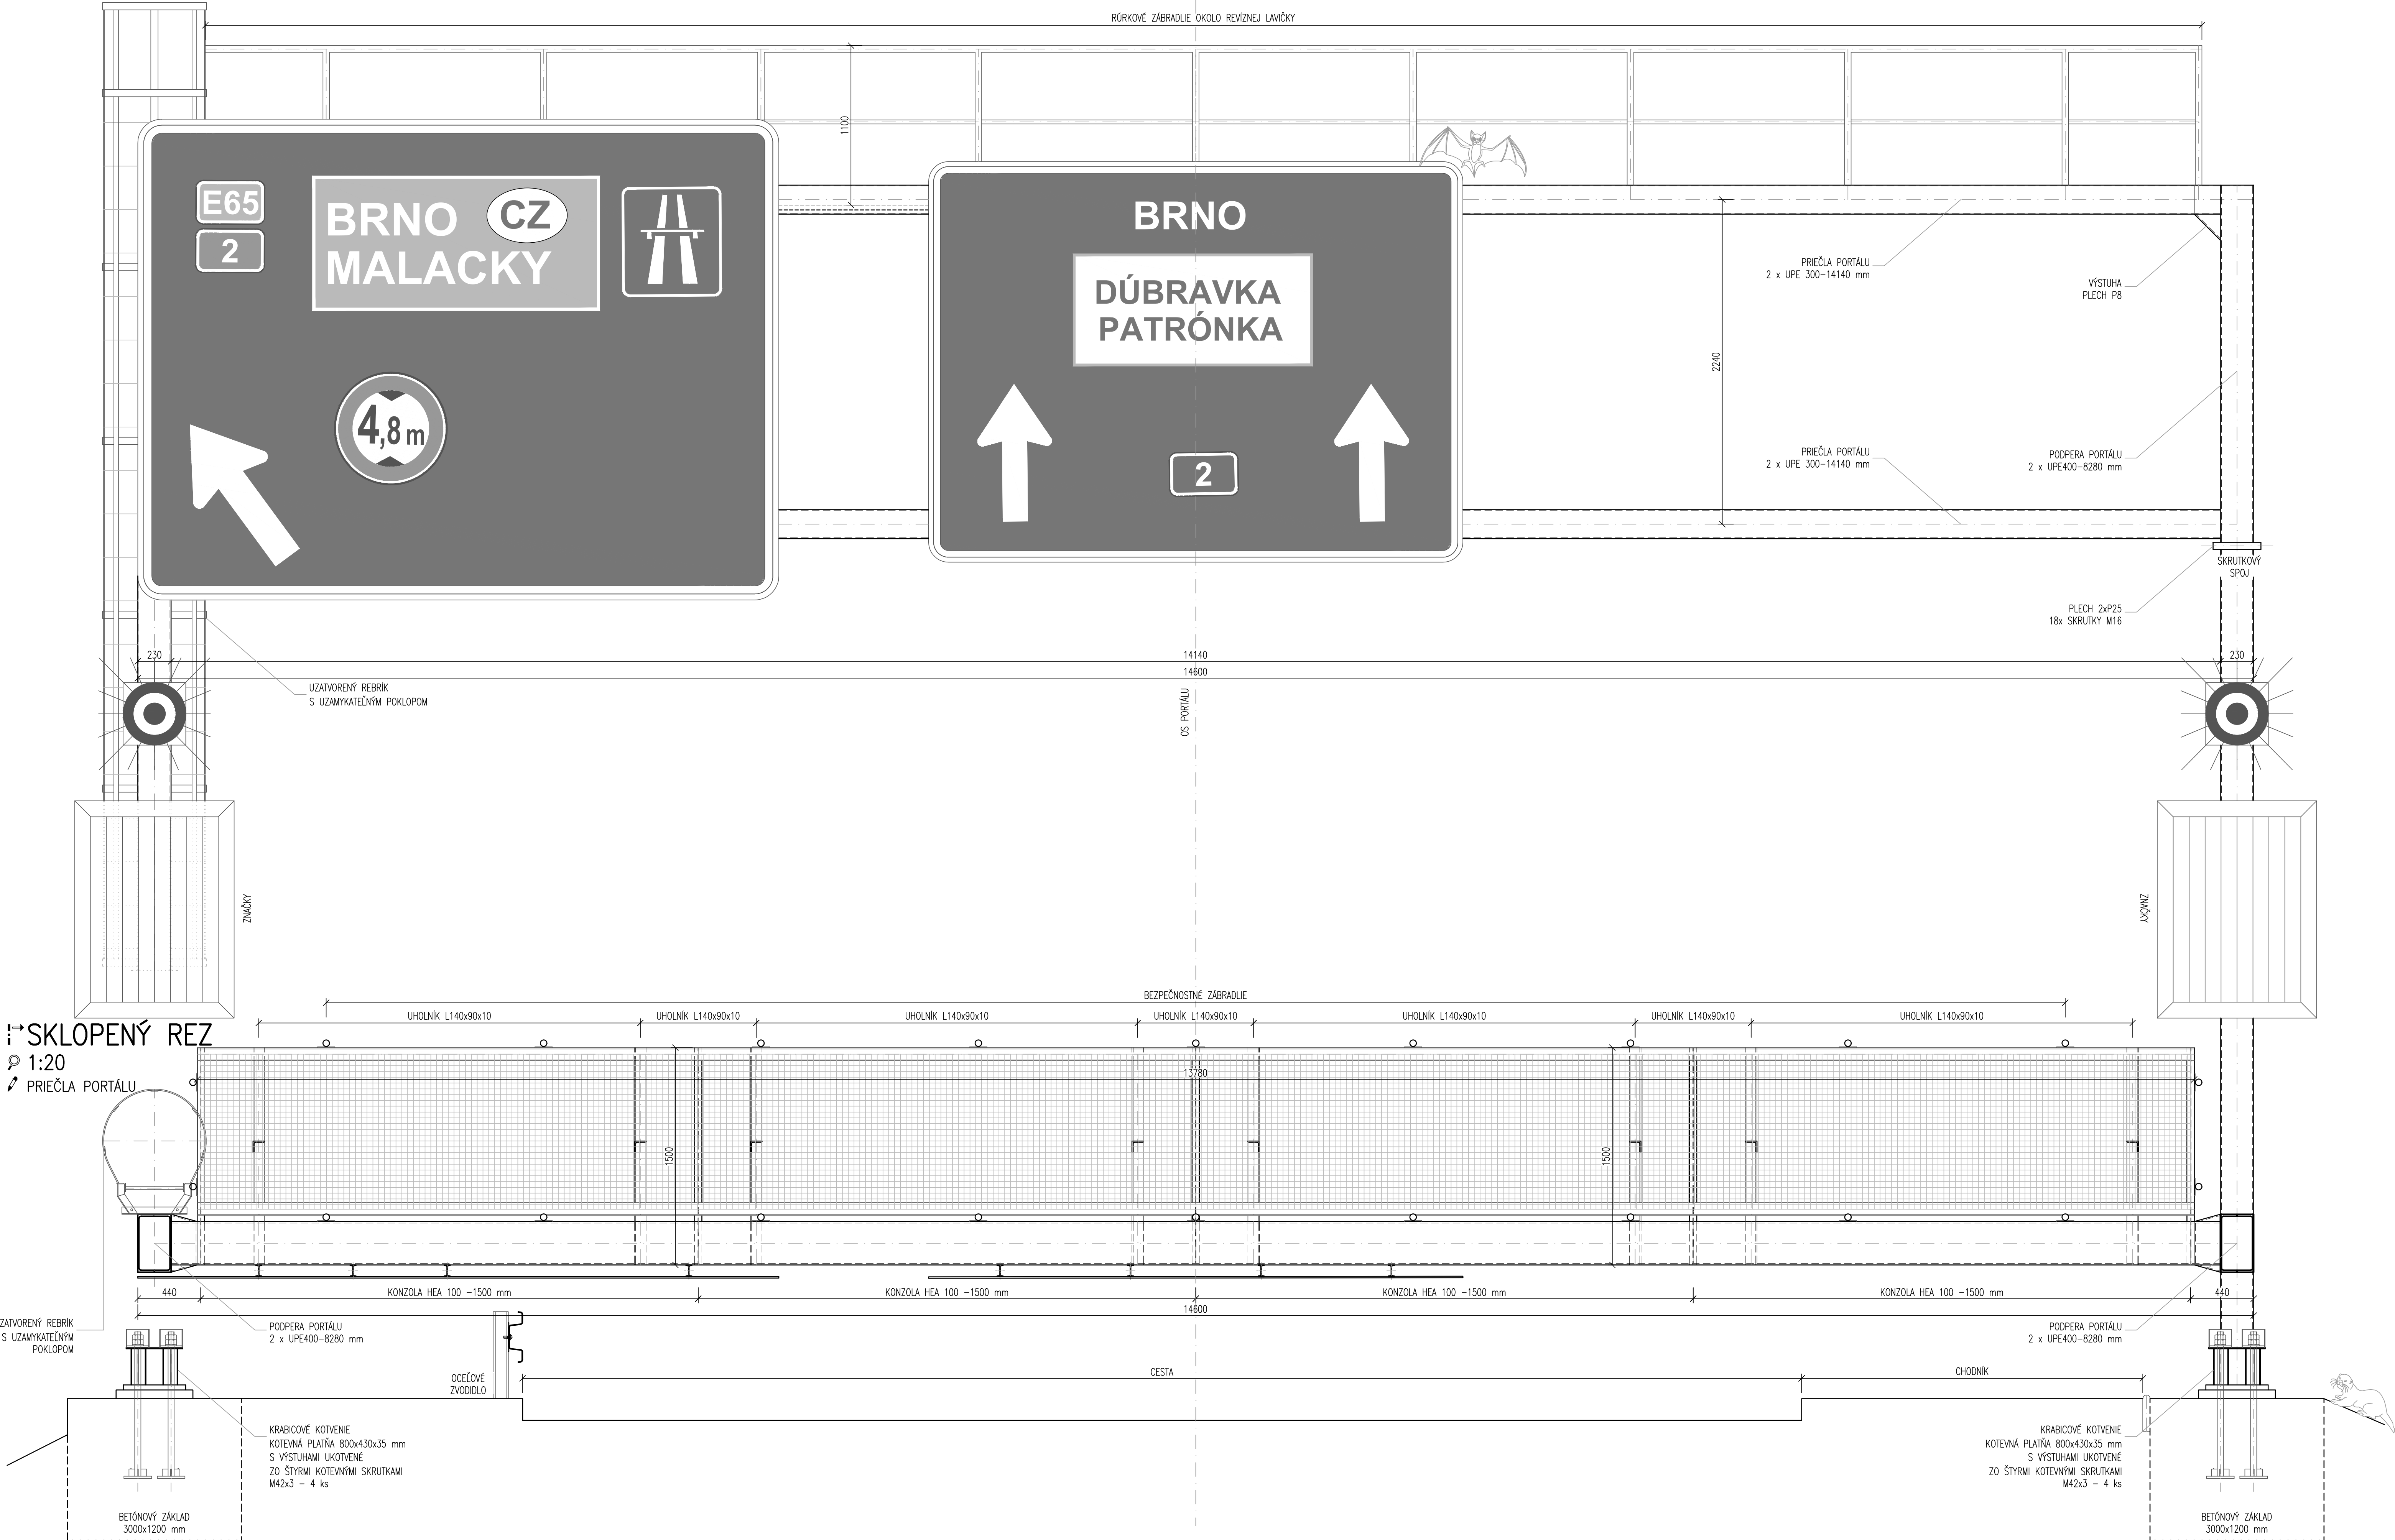 RÚRKOVÉ ZÁBRADLIE OKOLO REVÍZNEJ LAVIČKY
1100
E65
2
BRNO CZ
MALACKY
4,8 m
BRNO
DÚBRAVKA
PATRÓNKA
2
2240
PRIEČLA PORTÁLU
2 x UPE 300-14140 mm
VÝSTUHA
PLECH P8
PRIEČLA PORTÁLU
2 x UPE 300-14140 mm
PODPERA PORTÁLU
2 x UPE400-8280 mm
SKRUTKOVÝ
SPOJ
PLECH 2xP25
18x SKRUTKY M16
230
14140
230
14600
UZATVORENÝ REBRÍK
S UZAMYKATEĽNÝM POKLOPOM
OS PORTÁLU
ZNAČKY
ZNAČKY
SKLOPENÝ REZ
1:20
PRIEČLA PORTÁLU
BEZPEČNOSTNÉ ZÁBRADLIE
UHOLNÍK L140x90x10
UHOLNÍK L140x90x10
UHOLNÍK L140x90x10
UHOLNÍK L140x90x10
UHOLNÍK L140x90x10
UHOLNÍK L140x90x10
UHOLNÍK L140x90x10
13780
1500
1500
440
KONZOLA HEA 100 -1500 mm
KONZOLA HEA 100 -1500 mm
KONZOLA HEA 100 -1500 mm
KONZOLA HEA 100 -1500 mm
440
14600
ZATVORENÝ REBRÍK
S UZAMYKATEĽNÝM
POKLOPOM
PODPERA PORTÁLU
2 x UPE400-8280 mm
PODPERA PORTÁLU
2 x UPE400-8280 mm
OCEĽOVÉ
ZVODIDLO
CESTA
CHODNÍK
KRABICOVÉ KOTVENIE
KOTEVNÁ PLATŇA 800x430x35 mm
S VÝSTUHAMI UKOTVENÉ
ZO ŠTYRMI KOTEVNÝMI SKRUTKAMI
M42x3 - 4 ks
KRABICOVÉ KOTVENIE
KOTEVNÁ PLATŇA 800x430x35 mm
S VÝSTUHAMI UKOTVENÉ
ZO ŠTYRMI KOTEVNÝMI SKRUTKAMI
M42x3 - 4 ks
BETÓNOVÝ ZÁKLAD
3000x1200 mm
BETÓNOVÝ ZÁKLAD
3000x1200 mm